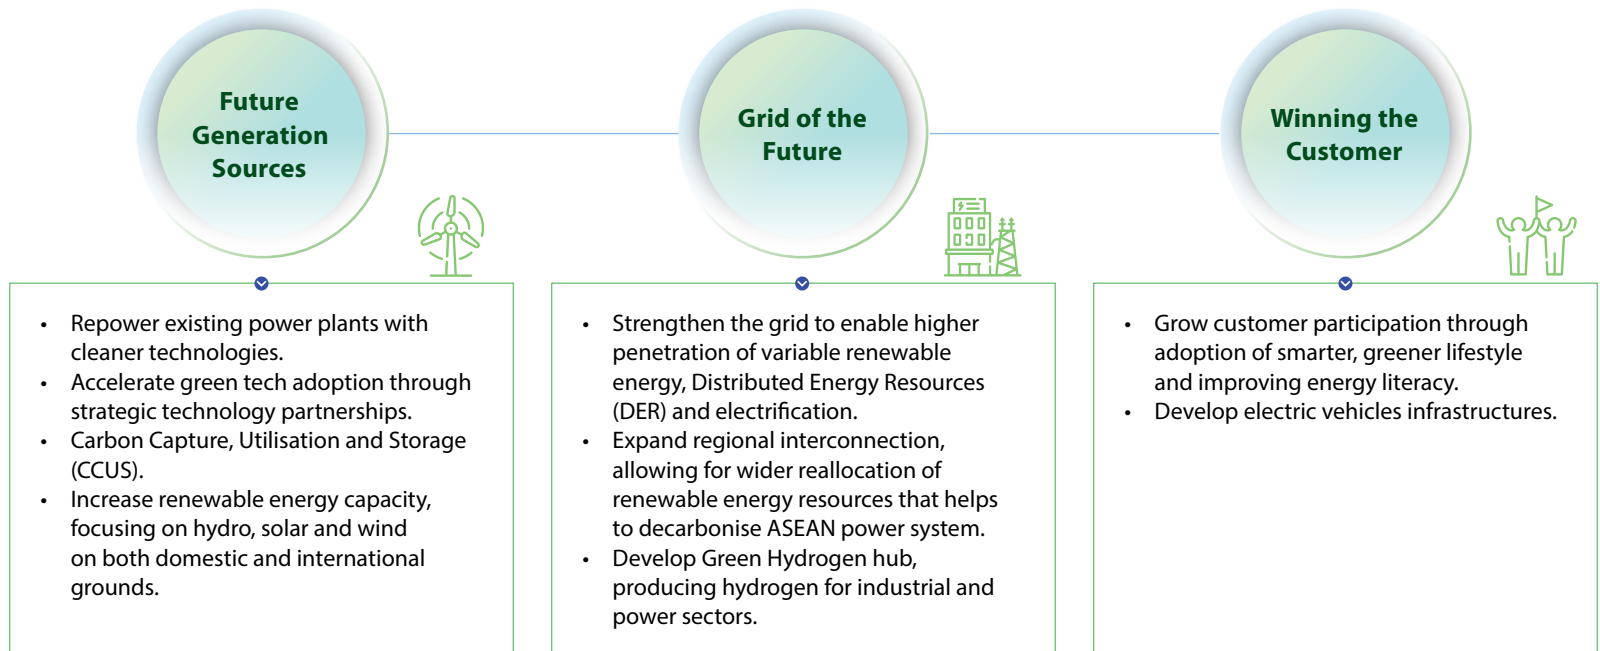 Future
Generation
Sources
• Repower existing power plants with
cleaner technologies.
• Accelerate green tech adoption through
strategic technology partnerships.
• Carbon Capture, Utilisation and Storage
(CCUS).
• Increase renewable energy capacity,
focusing on hydro, solar and wind
on both domestic and international
grounds.
Grid of the
Future
• Strengthen the grid to enable higher
penetration of variable renewable
energy, Distributed Energy Resources
(DER) and electrification.
• Expand regional interconnection,
allowing for wider reallocation of
renewable energy resources that helps
to decarbonise ASEAN power system.
• Develop Green Hydrogen hub,
producing hydrogen for industrial and
power sectors.
Winning the
Customer
• Grow customer participation through
adoption of smarter, greener lifestyle
and improving energy literacy.
• Develop electric vehicles infrastructures.